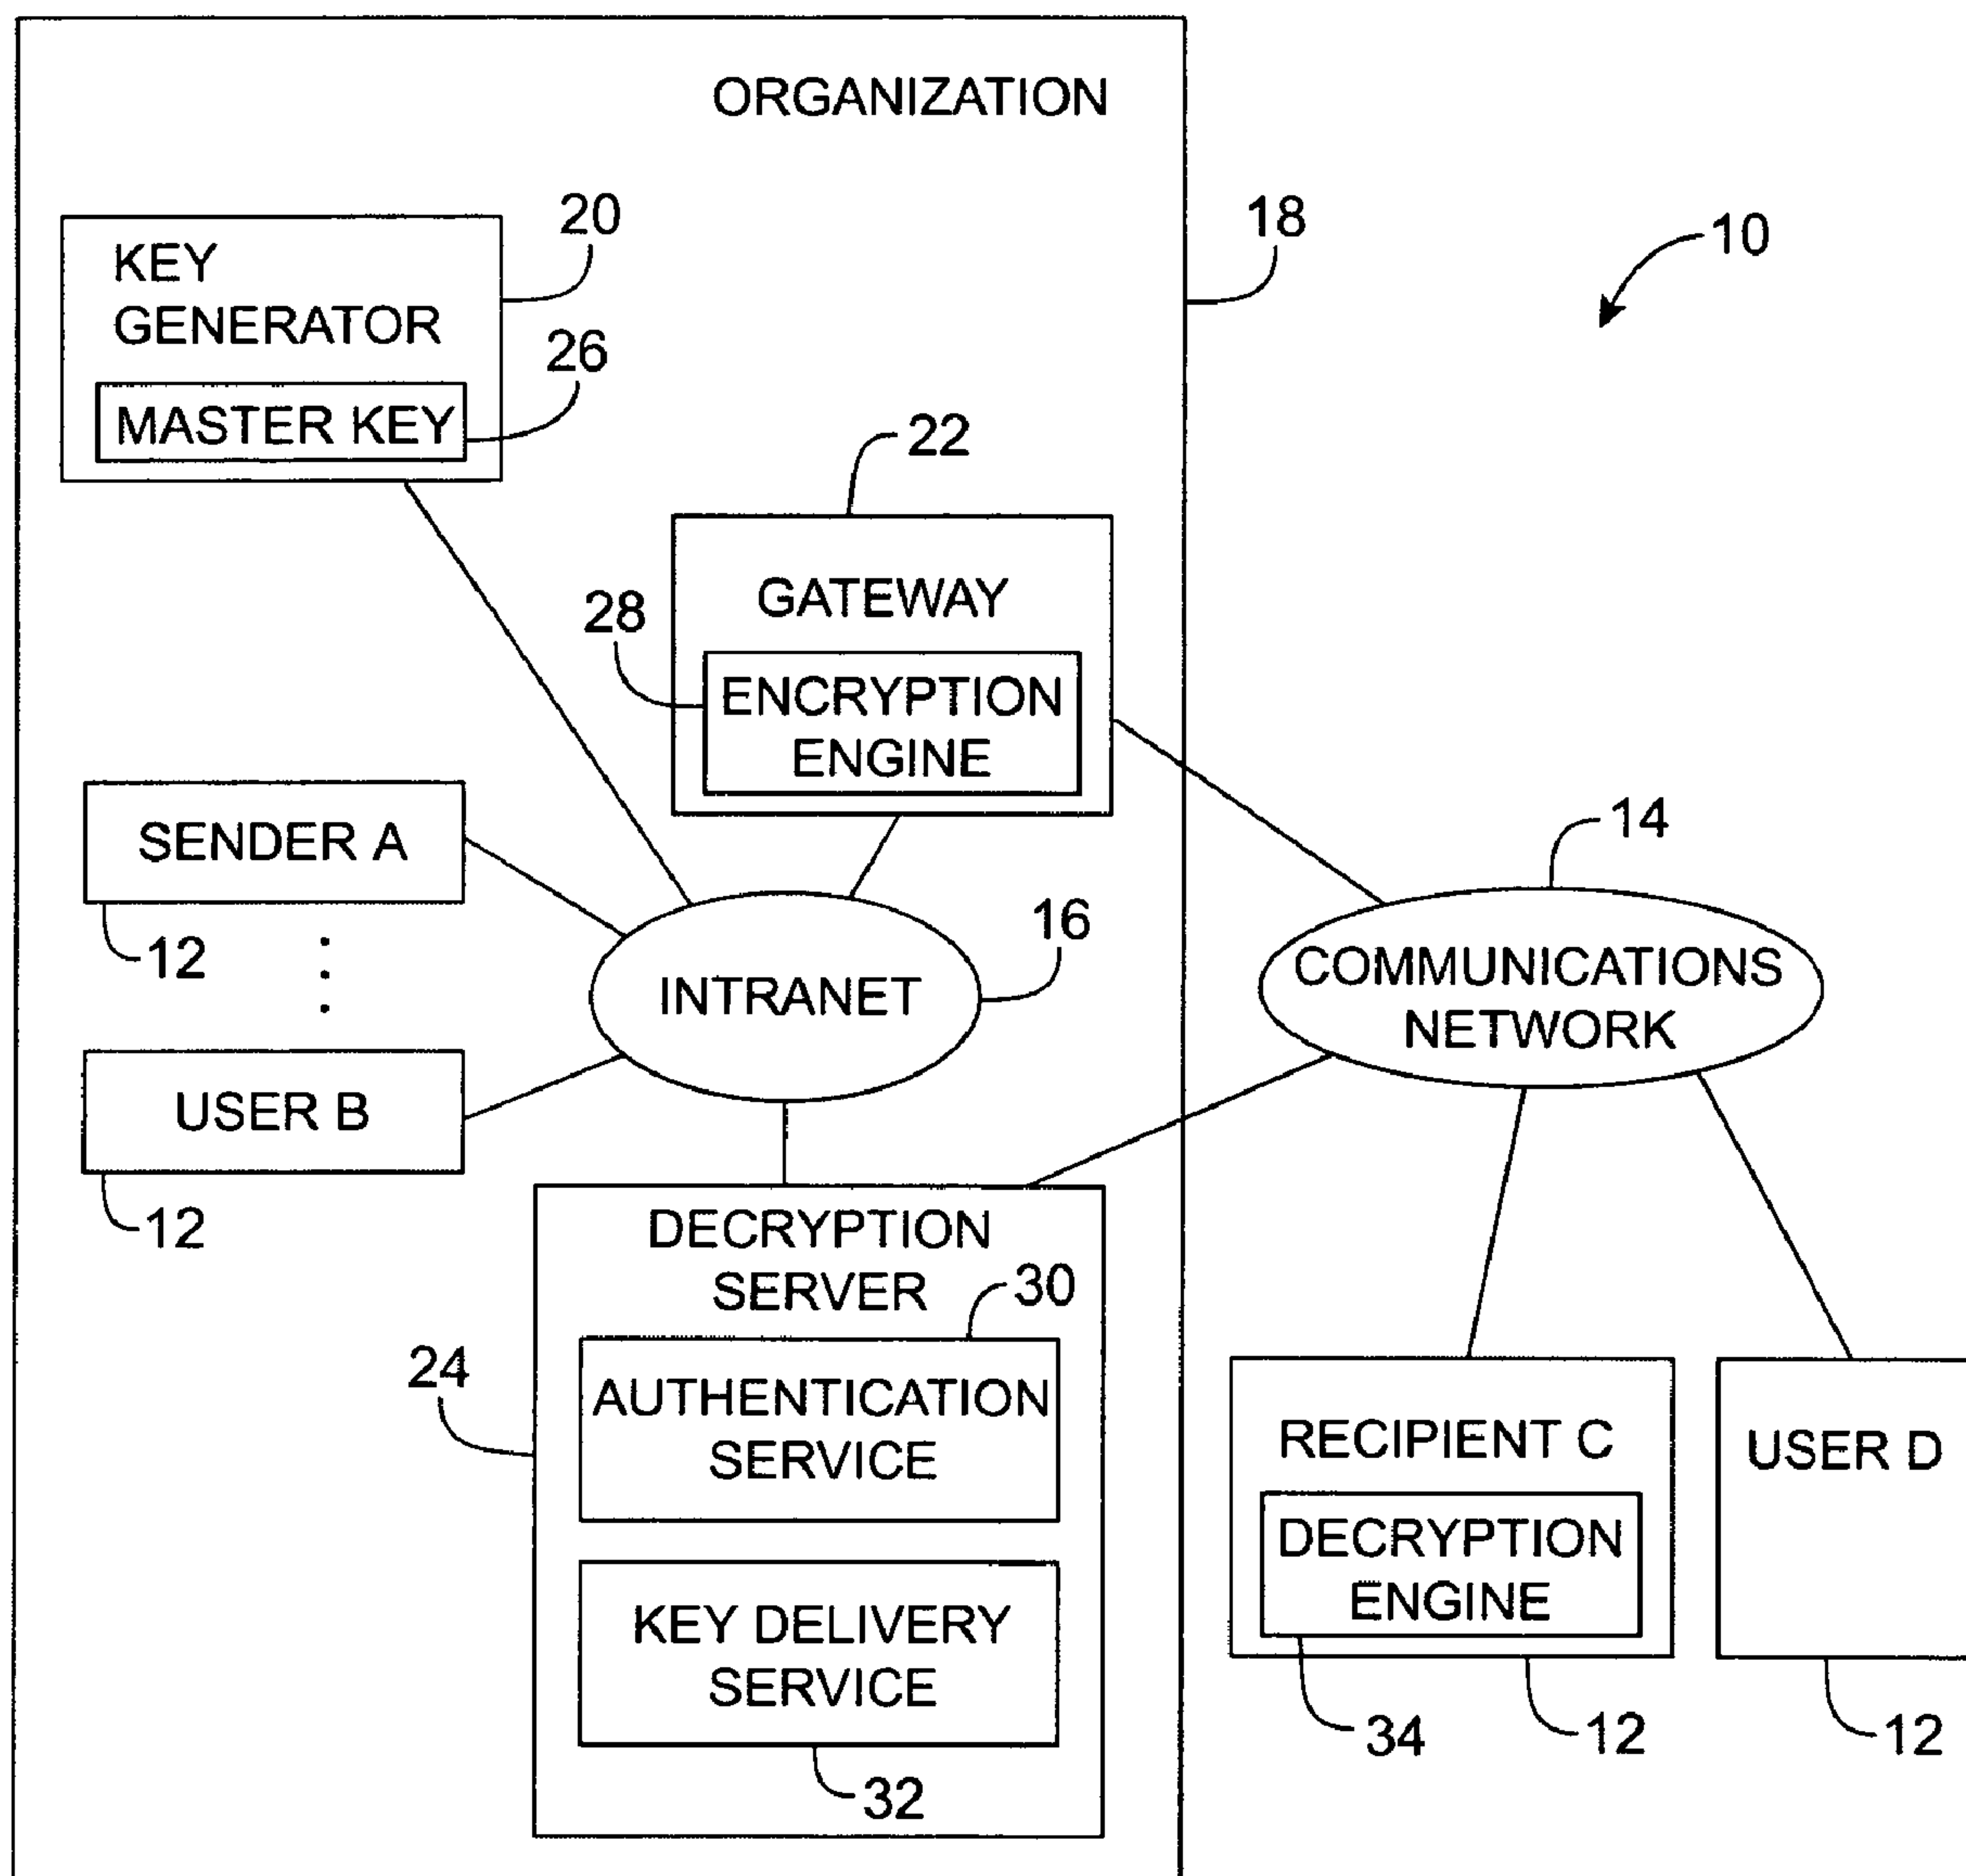 ORGANIZATION
20
18
10
KEY
GENERATOR
26
MASTER KEY
22
GATEWAY
28
ENCRYPTION
ENGINE
14
SENDER A
12
16
INTRANET
COMMUNICATIONS
NETWORK
USER B
12
DECRYPTION
SERVER
30
24
AUTHENTICATION
SERVICE
RECIPIENT C
USER D
DECRYPTION
ENGINE
KEY DELIVERY
SERVICE
34
12
12
32